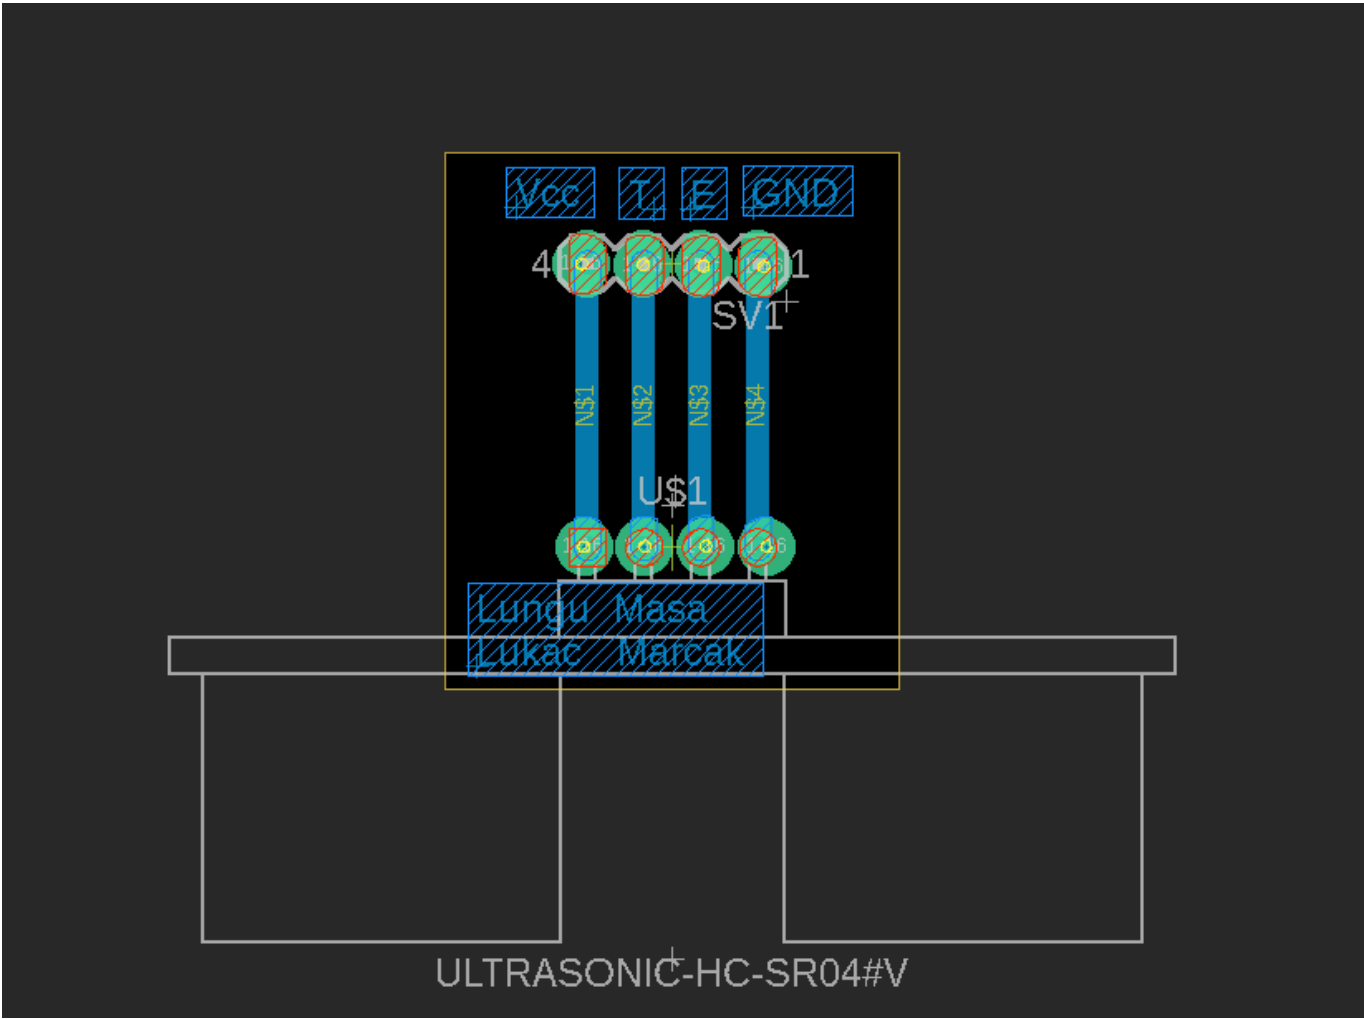 Vcc T E GND
4 1
SV1
N$1 N$2 N$3 N$4
U$1
Lungu Masa
Lukac Marcak
ULTRASONIC-HC-SR04#V